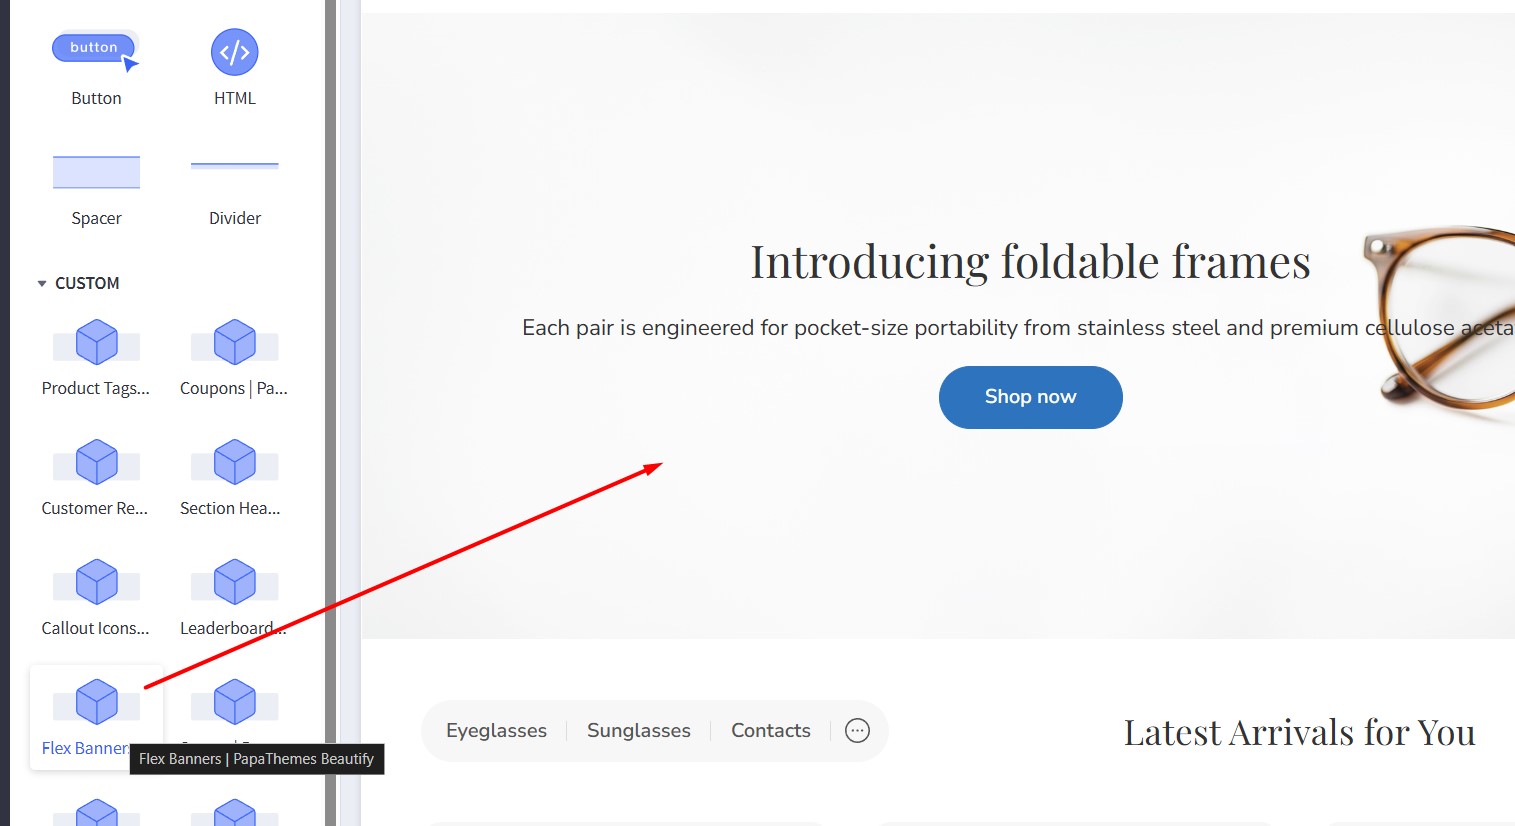 button
Button
HTML
Spacer
Divider
CUSTOM
Product Tags...
Coupons | Pa...
Customer Re...
Section Hea...
Callout Icons...
Leaderboard...
Flex Banner
Flex Banners | PapaThemes Beautify
Introducing foldable frames
Each pair is engineered for pocket-size portability from stainless steel and premium cellulose aceta
Shop now
Eyeglasses
Sunglasses
Contacts
Latest Arrivals for You